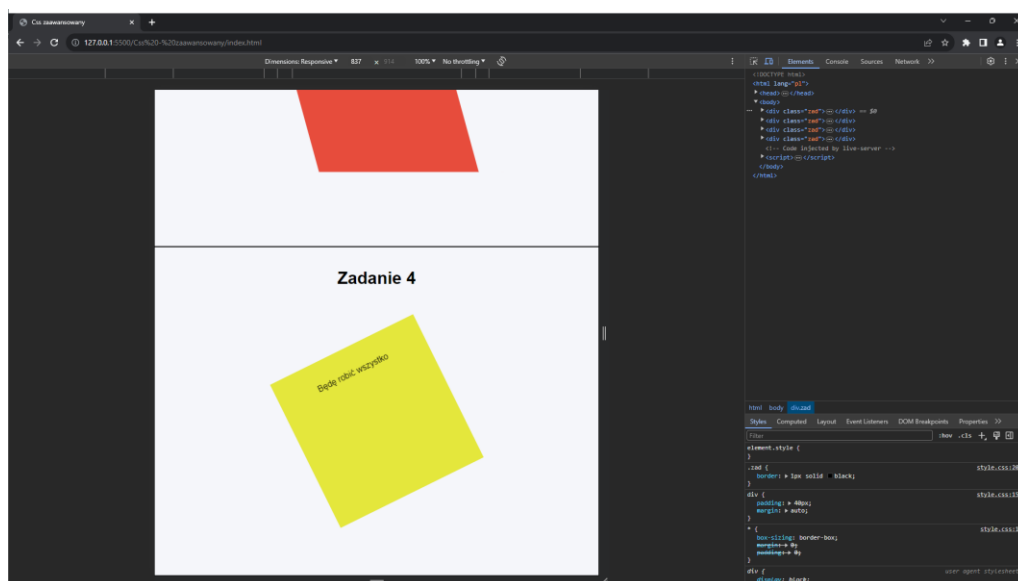 Css zaawansowany
127.0.0.1:5500/Css%20-%20zaawansowany/index.html
Dimensions: Responsive 837 x 914 100% No throttling
Elements Console Sources Network
<!DOCTYPE html>
<html lang="pl">
<head></head>
<body>
<div class="zad"></div> == $0
<div class="zad"></div>
<div class="zad"></div>
<div class="zad"></div>
<!-- Code injected by live-server -->
<script></script>
</body>
</html>
Zadanie 4
Będę robić wszystko
html body div.zad
Styles Computed Layout Event Listeners DOM Breakpoints Properties
Filter :hov .cls
element.style {
}
.zad {
border: 1px solid black;
}
div {
padding: 40px;
margin: auto;
}
* {
box-sizing: border-box;
margin: 0;
padding: 0;
}
div { user agent stylesheet
display: block;